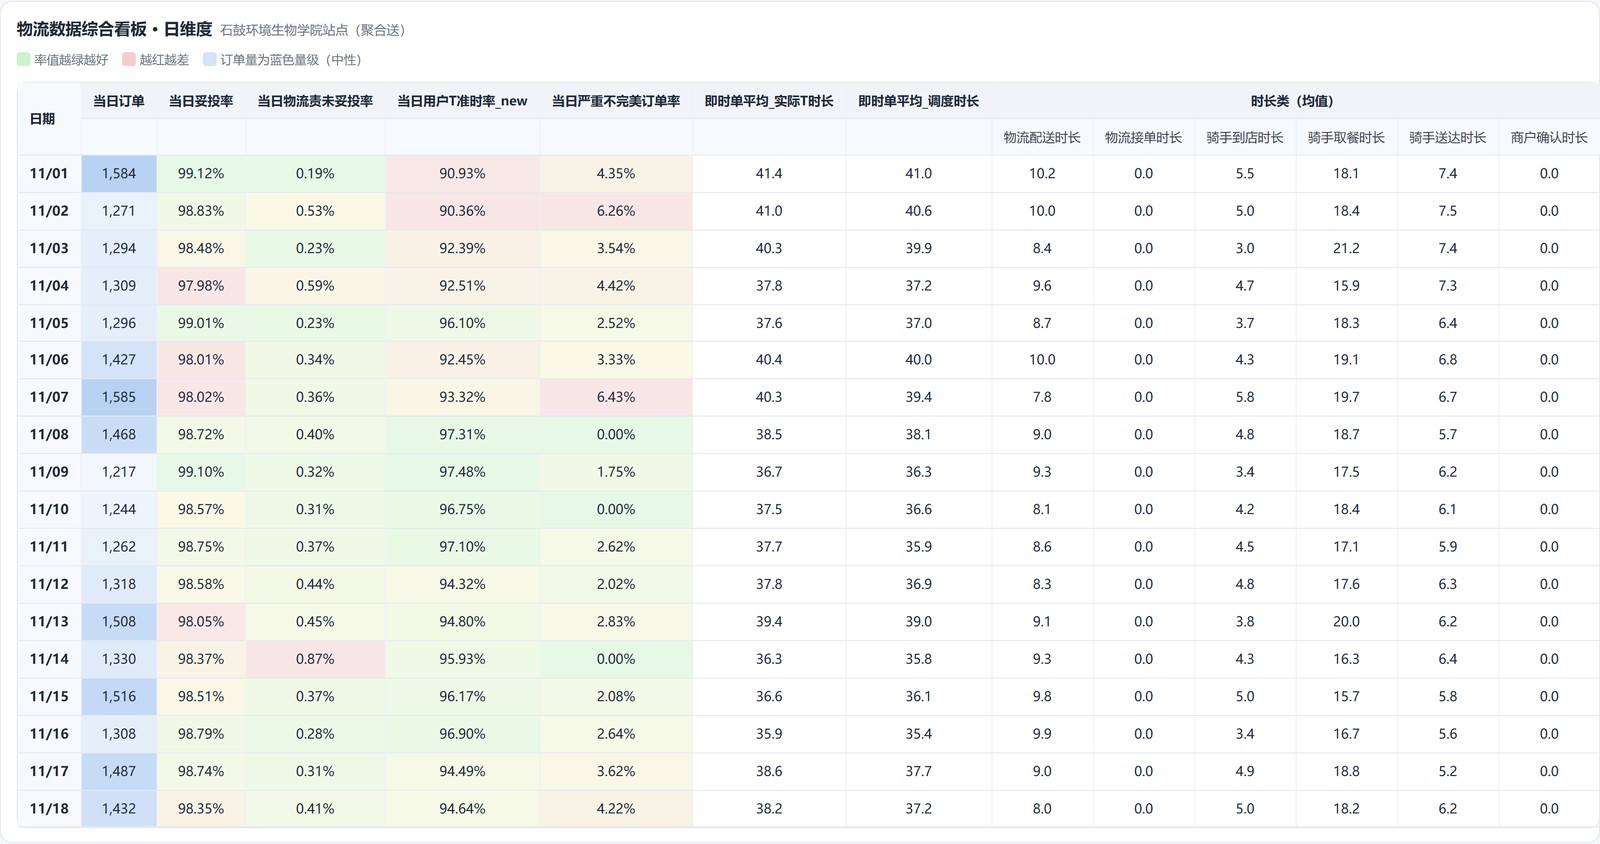 物流数据综合看板 • 日维度 石鼓环境生物学院站点（聚合送）
率值越绿越好 越红越差 订单量为蓝色量级（中性）
日期 当日订单 当日妥投率 当日物流责未妥投率 当日用户T准时率_new 当日严重不完美订单率 即时单平均_实际T时长 即时单平均_调度时长 时长类（均值）
物流配送时长 物流接单时长 骑手到店时长 骑手取餐时长 骑手送达时长 商户确认时长
11/01 1,584 99.12% 0.19% 90.93% 4.35% 41.4 41.0 10.2 0.0 5.5 18.1 7.4 0.0
11/02 1,271 98.83% 0.53% 90.36% 6.26% 41.0 40.6 10.0 0.0 5.0 18.4 7.5 0.0
11/03 1,294 98.48% 0.23% 92.39% 3.54% 40.3 39.9 8.4 0.0 3.0 21.2 7.4 0.0
11/04 1,309 97.98% 0.59% 92.51% 4.42% 37.8 37.2 9.6 0.0 4.7 15.9 7.3 0.0
11/05 1,296 99.01% 0.23% 96.10% 2.52% 37.6 37.0 8.7 0.0 3.7 18.3 6.4 0.0
11/06 1,427 98.01% 0.34% 92.45% 3.33% 40.4 40.0 10.0 0.0 4.3 19.1 6.8 0.0
11/07 1,585 98.02% 0.36% 93.32% 6.43% 40.3 39.4 7.8 0.0 5.8 19.7 6.7 0.0
11/08 1,468 98.72% 0.40% 97.31% 0.00% 38.5 38.1 9.0 0.0 4.8 18.7 5.7 0.0
11/09 1,217 99.10% 0.32% 97.48% 1.75% 36.7 36.3 9.3 0.0 3.4 17.5 6.2 0.0
11/10 1,244 98.57% 0.31% 96.75% 0.00% 37.5 36.6 8.1 0.0 4.2 18.4 6.1 0.0
11/11 1,262 98.75% 0.37% 97.10% 2.62% 37.7 35.9 8.6 0.0 4.5 17.1 5.9 0.0
11/12 1,318 98.58% 0.44% 94.32% 2.02% 37.8 36.9 8.3 0.0 4.8 17.6 6.3 0.0
11/13 1,508 98.05% 0.45% 94.80% 2.83% 39.4 39.0 9.1 0.0 3.8 20.0 6.2 0.0
11/14 1,330 98.37% 0.87% 95.93% 0.00% 36.3 35.8 9.3 0.0 4.3 16.3 6.4 0.0
11/15 1,516 98.51% 0.37% 96.17% 2.08% 36.6 36.1 9.8 0.0 5.0 15.7 5.8 0.0
11/16 1,308 98.79% 0.28% 96.90% 2.64% 35.9 35.4 9.9 0.0 3.4 16.7 5.6 0.0
11/17 1,487 98.74% 0.31% 94.49% 3.62% 38.6 37.7 9.0 0.0 4.9 18.8 5.2 0.0
11/18 1,432 98.35% 0.41% 94.64% 4.22% 38.2 37.2 8.0 0.0 5.0 18.2 6.2 0.0